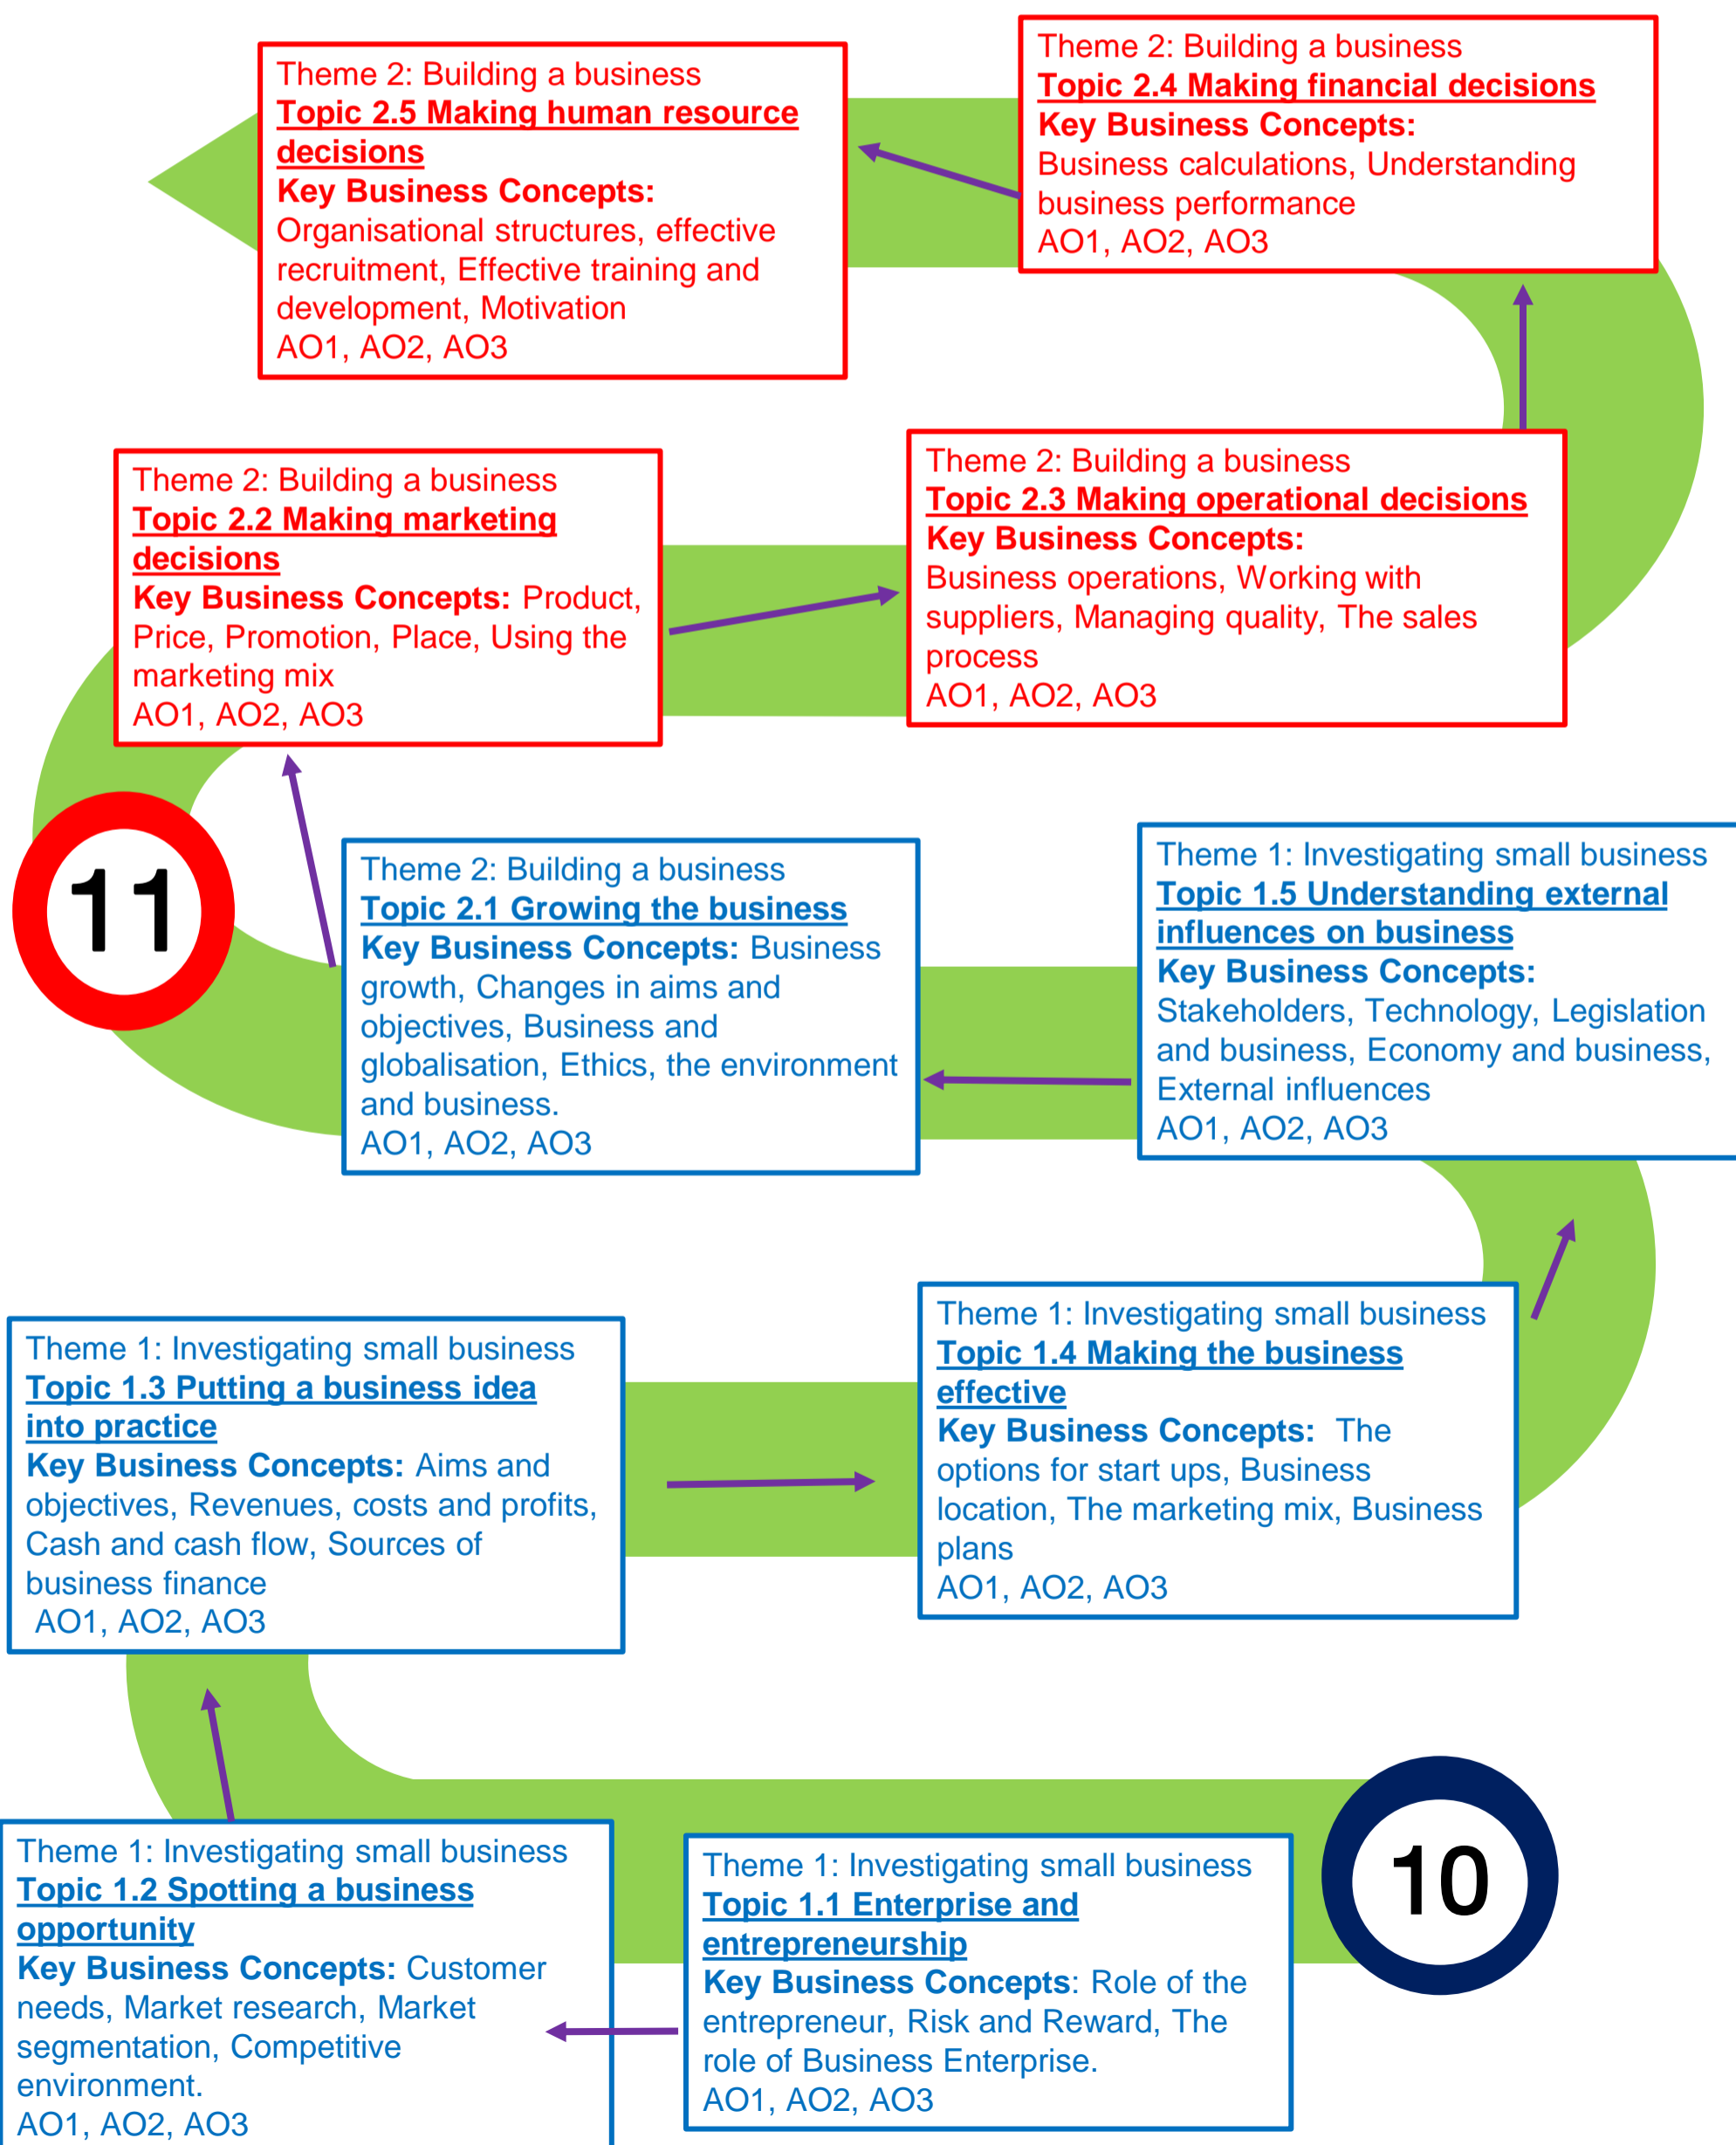 Theme 2: Building a business
Topic 2.5 Making human resource
decisions
Key Business Concepts:
Organisational structures, effective
recruitment, Effective training and
development, Motivation
AO1, AO2, AO3
Theme 2: Building a business
Topic 2.4 Making financial decisions
Key Business Concepts:
Business calculations, Understanding
business performance
AO1, AO2, AO3
Theme 2: Building a business
Topic 2.2 Making marketing
decisions
Key Business Concepts: Product,
Price, Promotion, Place, Using the
marketing mix
AO1, AO2, AO3
Theme 2: Building a business
Topic 2.3 Making operational decisions
Key Business Concepts:
Business operations, Working with
suppliers, Managing quality, The sales
process
AO1, AO2, AO3
11
Theme 2: Building a business
Topic 2.1 Growing the business
Key Business Concepts: Business
growth, Changes in aims and
objectives, Business and
globalisation, Ethics, the environment
and business.
AO1, AO2, AO3
Theme 1: Investigating small business
Topic 1.5 Understanding external
influences on business
Key Business Concepts:
Stakeholders, Technology, Legislation
and business, Economy and business,
External influences
AO1, AO2, AO3
Theme 1: Investigating small business
Topic 1.3 Putting a business idea
into practice
Key Business Concepts: Aims and
objectives, Revenues, costs and profits,
Cash and cash flow, Sources of
business finance
AO1, AO2, AO3
Theme 1: Investigating small business
Topic 1.4 Making the business
effective
Key Business Concepts: The
options for start ups, Business
location, The marketing mix, Business
plans
AO1, AO2, AO3
Theme 1: Investigating small business
Topic 1.2 Spotting a business
opportunity
Key Business Concepts: Customer
needs, Market research, Market
segmentation, Competitive
environment.
AO1, AO2, AO3
Theme 1: Investigating small business
Topic 1.1 Enterprise and
entrepreneurship
Key Business Concepts: Role of the
entrepreneur, Risk and Reward, The
role of Business Enterprise.
AO1, AO2, AO3
10